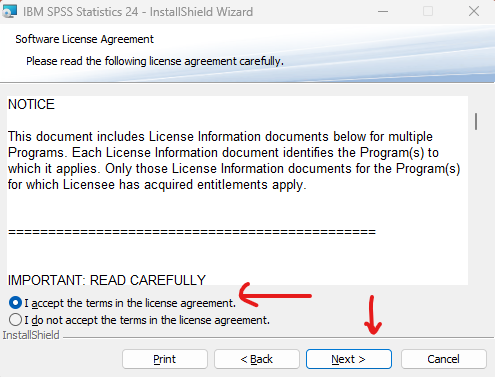 IBM SPSS Statistics 24 - InstallShield Wizard
Software License Agreement
Please read the following license agreement carefully.
NOTICE
This document includes License Information documents below for multiple
Programs. Each License Information document identifies the Program(s) to
which it applies. Only those License Information documents for the Program(s)
for which Licensee has acquired entitlements apply.
==============================================
IMPORTANT: READ CAREFULLY
I accept the terms in the license agreement.
I do not accept the terms in the license agreement.
InstallShield
Print
< Back
Next >
Cancel